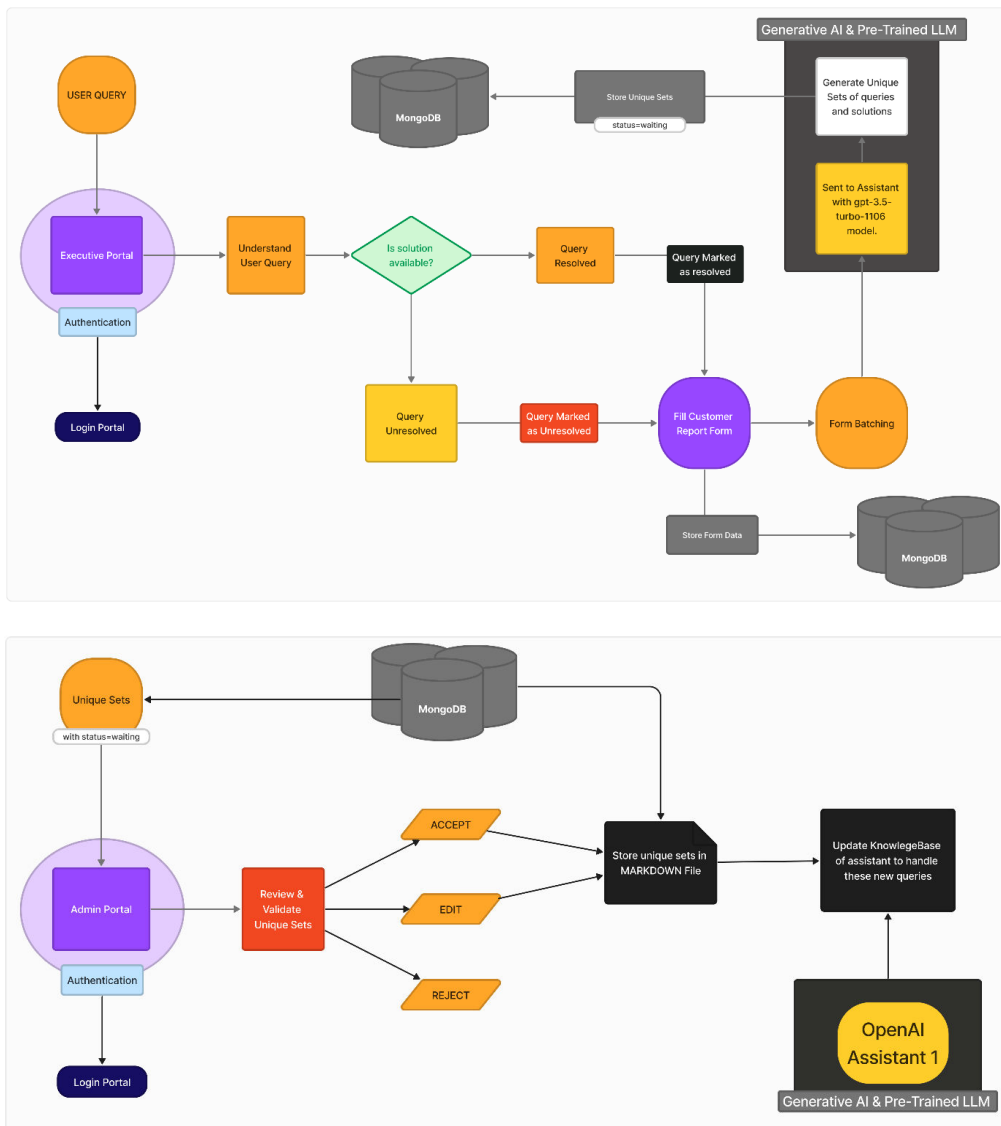 Generative AI & Pre-Trained LLM
USER QUERY
MongoDB
Store Unique Sets
status=waiting
Generate Unique
Sets of queries
and solutions
Sent to Assistant
with gpt-3.5-
turbo-1106
model.
Executive Portal
Understand
User Query
Is solution
available?
Query
Resolved
Query Marked
as resolved
Authentication
Login Portal
Query
Unresolved
Query Marked
as Unresolved
Fill Customer
Report Form
Form Batching
Store Form Data
MongoDB
Unique Sets
with status=waiting
MongoDB
ACCEPT
Store unique sets in
MARKDOWN File
Update KnowlegeBase
of assistant to handle
these new queries
Admin Portal
Review &
Validate
Unique Sets
EDIT
REJECT
Authentication
Login Portal
OpenAI
Assistant 1
Generative AI & Pre-Trained LLM